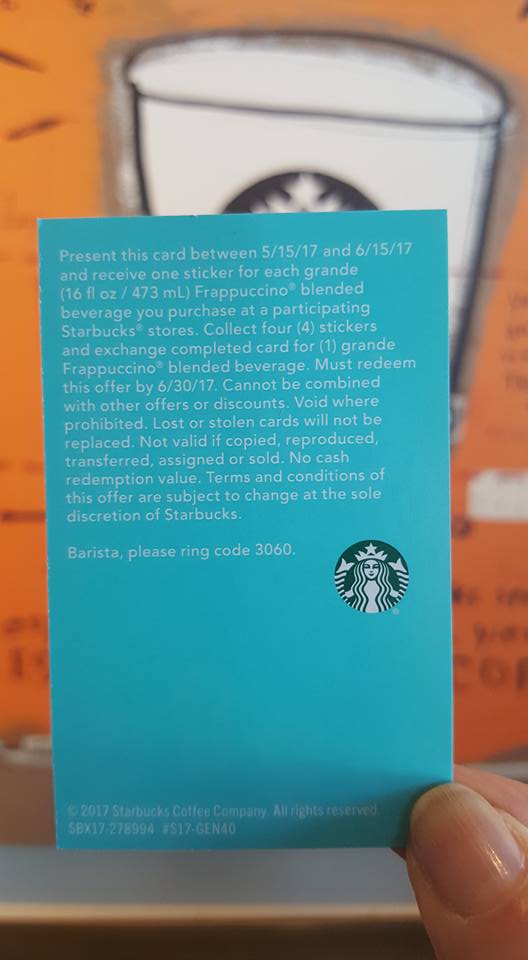 Present this card between 5/15/17 and 6/15/17
and receive one sticker for each grande
(16 fl oz / 473 mL) Frappuccino® blended
beverage you purchase at a participating
Starbucks® stores. Collect four (4) stickers
and exchange completed card for (1) grande
Frappuccino® blended beverage. Must redeem
this offer by 6/30/17. Cannot be combined
with other offers or discounts. Void where
prohibited. Lost or stolen cards will not be
replaced. Not valid if copied, reproduced,
transferred, assigned or sold. No cash
redemption value. Terms and conditions of
this offer are subject to change at the sole
discretion of Starbucks.
Barista, please ring code 3060.
© 2017 Starbucks Coffee Company. All rights reserved.
SBX17-278994 #S17-GEN40